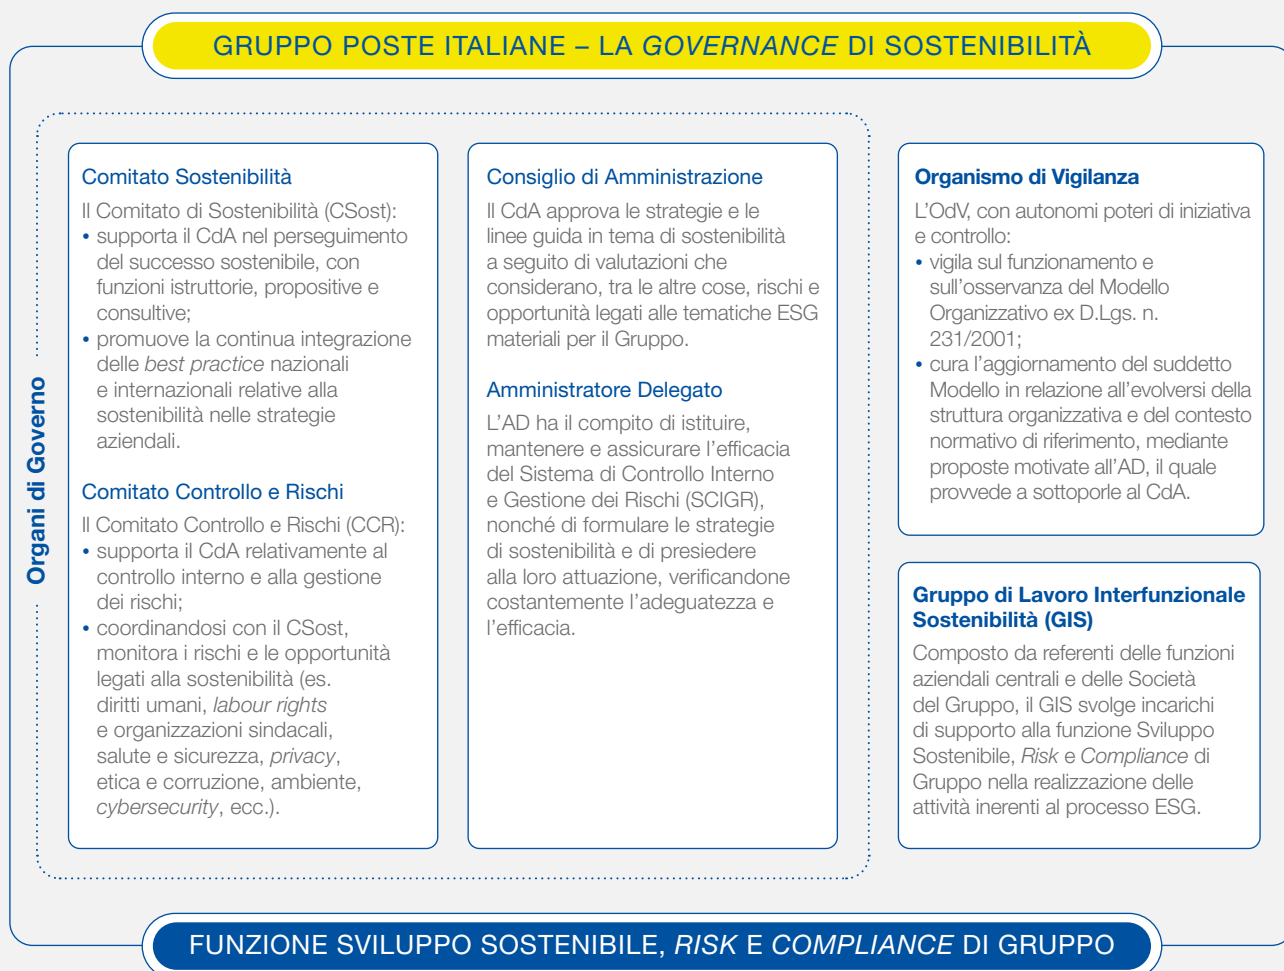 GRUPPO POSTE ITALIANE – LA GOVERNANCE DI SOSTENIBILITÀ
Organi di Governo
Comitato Sostenibilità
Il Comitato di Sostenibilità (CSost):
• supporta il CdA nel perseguimento
del successo sostenibile, con
funzioni istruttorie, propositive e
consultive;
• promuove la continua integrazione
delle best practice nazionali
e internazionali relative alla
sostenibilità nelle strategie
aziendali.
Comitato Controllo e Rischi
Il Comitato Controllo e Rischi (CCR):
• supporta il CdA relativamente al
controllo interno e alla gestione
dei rischi;
• coordinandosi con il CSost,
monitora i rischi e le opportunità
legati alla sostenibilità (es.
diritti umani, labour rights
e organizzazioni sindacali,
salute e sicurezza, privacy,
etica e corruzione, ambiente,
cybersecurity, ecc.).
Consiglio di Amministrazione
Il CdA approva le strategie e le
linee guida in tema di sostenibilità
a seguito di valutazioni che
considerano, tra le altre cose, rischi e
opportunità legati alle tematiche ESG
materiali per il Gruppo.
Amministratore Delegato
L'AD ha il compito di istituire,
mantenere e assicurare l'efficacia
del Sistema di Controllo Interno
e Gestione dei Rischi (SCIGR),
nonché di formulare le strategie
di sostenibilità e di presiedere
alla loro attuazione, verificandone
costantemente l'adeguatezza e
l'efficacia.
Organismo di Vigilanza
L'OdV, con autonomi poteri di iniziativa
e controllo:
• vigila sul funzionamento e
sull'osservanza del Modello
Organizzativo ex D.Lgs. n.
231/2001;
• cura l'aggiornamento del suddetto
Modello in relazione all'evolversi della
struttura organizzativa e del contesto
normativo di riferimento, mediante
proposte motivate all'AD, il quale
provvede a sottoporle al CdA.
Gruppo di Lavoro Interfunzionale
Sostenibilità (GIS)
Composto da referenti delle funzioni
aziendali centrali e delle Società
del Gruppo, il GIS svolge incarichi
di supporto alla funzione Sviluppo
Sostenibile, Risk e Compliance di
Gruppo nella realizzazione delle
attività inerenti al processo ESG.
FUNZIONE SVILUPPO SOSTENIBILE, RISK E COMPLIANCE DI GRUPPO